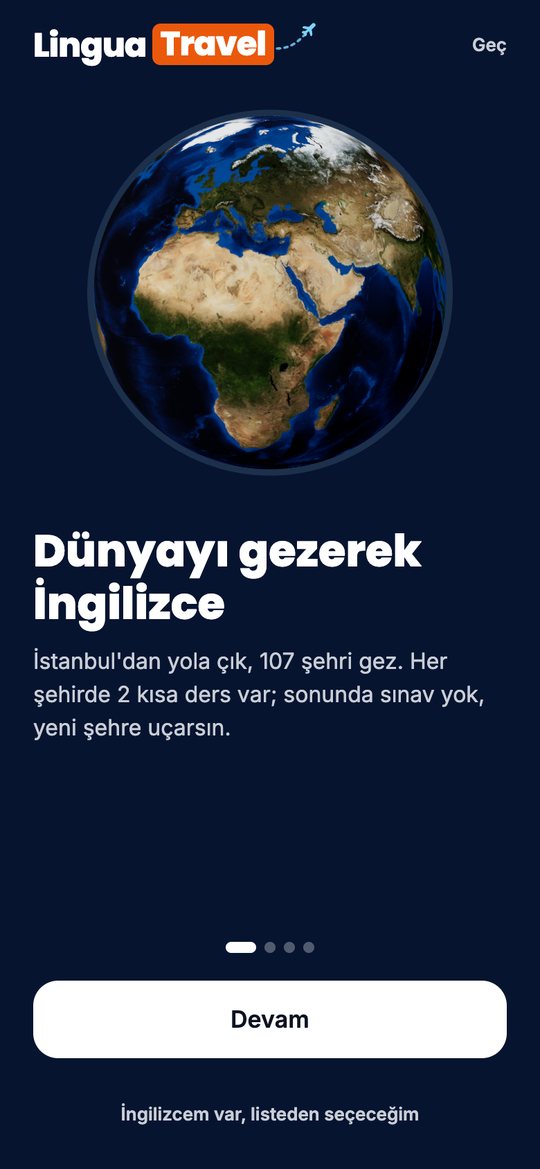 Lingua Travel
Geç
Dünyayı gezerek
İngilizce
İstanbul'dan yola çık, 107 şehri gez. Her
şehirde 2 kısa ders var; sonunda sınav yok,
yeni şehre uçarsın.
Devam
İngilizcem var, listeden seçeceğim